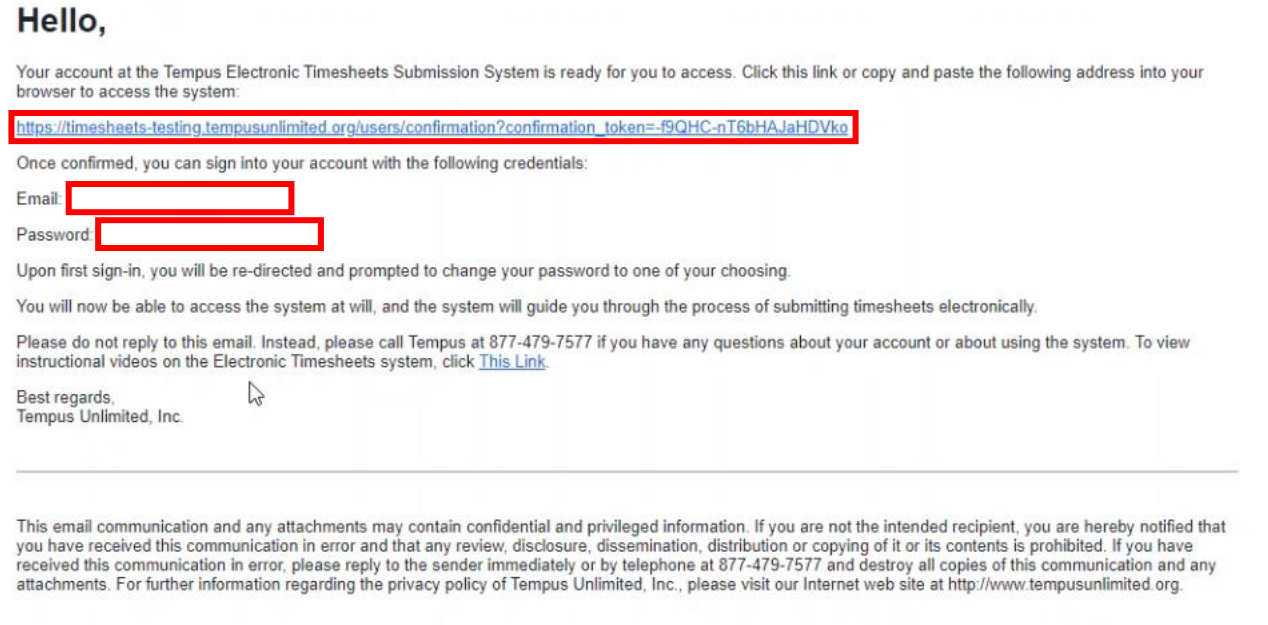 Hello,
Your account at the Tempus Electronic Timesheets Submission System is ready for you to access. Click this link or copy and paste the following address into your
browser to access the system:
https://timesheets-testing.tempusunlimited.org/users/confirmation?confirmation_token=-f9QHC-nT6bHAJaHDVko
Once confirmed, you can sign into your account with the following credentials:
Email:
Password:
Upon first sign-in, you will be re-directed and prompted to change your password to one of your choosing.
You will now be able to access the system at will, and the system will guide you through the process of submitting timesheets electronically.
Please do not reply to this email. Instead, please call Tempus at 877-479-7577 if you have any questions about your account or about using the system. To view
instructional videos on the Electronic Timesheets system, click This Link.
Best regards,
Tempus Unlimited, Inc.
This email communication and any attachments may contain confidential and privileged information. If you are not the intended recipient, you are hereby notified that
you have received this communication in error and that any review, disclosure, dissemination, distribution or copying of it or its contents is prohibited. If you have
received this communication in error, please reply to the sender immediately or by telephone at 877-479-7577 and destroy all copies of this communication and any
attachments. For further information regarding the privacy policy of Tempus Unlimited, Inc., please visit our Internet web site at http://www.tempusunlimited.org.